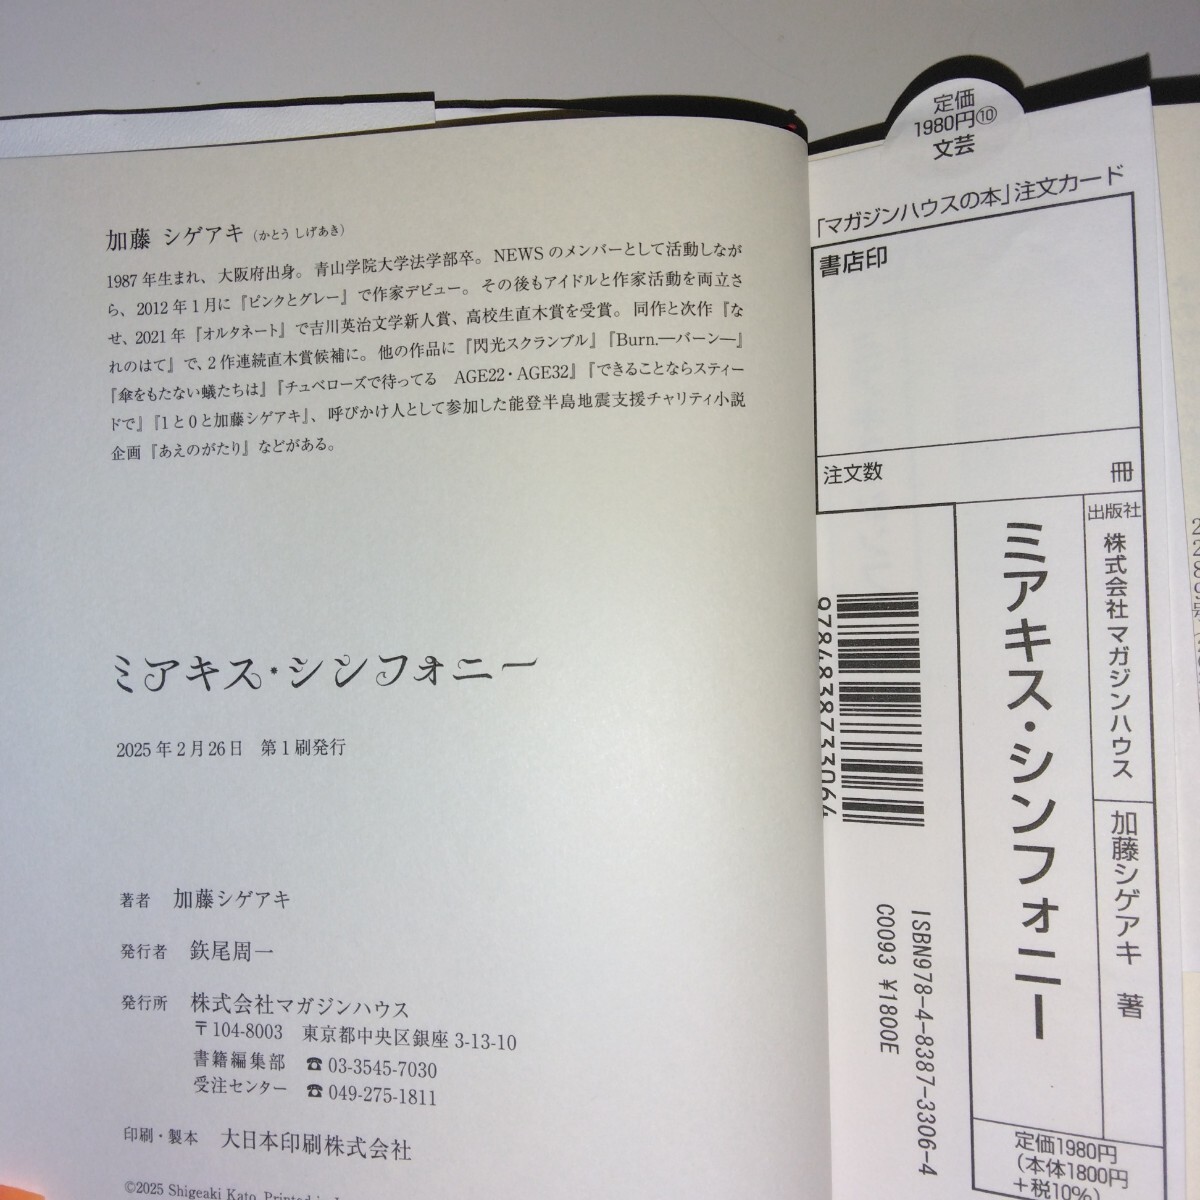 加藤 シゲアキ（かとう しげあき）
1987年生まれ、大阪府出身。青山学院大学法学部卒。NEWSのメンバーとして活動しなが
ら、2012年1月に『ピンクとグレー』で作家デビュー。その後もアイドルと作家活動を両立さ
せ、2021年『オルタネート』で吉川英治文学新人賞、高校生直木賞を受賞。同作と次作『な
れのはて』で、2作連続直木賞候補に。他の作品に『閃光スクランブル』『Burn.―バーン―』
『傘をもたない蟻たちは』『チュベローズで待ってる　AGE22・AGE32』『できることならスティー
ドで』『1と0と加藤シゲアキ』、呼びかけ人として参加した能登半島地震支援チャリティ小説
企画『あえのがたり』などがある。
ミアキス・シンフォニー
2025年2月26日　第1刷発行
著者　加藤シゲアキ
発行者　鉃尾周一
発行所　株式会社マガジンハウス
〒104-8003　東京都中央区銀座3-13-10
書籍編集部　☎ 03-3545-7030
受注センター　☎ 049-275-1811
印刷・製本　大日本印刷株式会社
©2025 Shigeaki Kato, Printed in
定価
1980円⑩
文芸
「マガジンハウスの本」注文カード
書店印
注文数　冊
出版社　株式会社 マガジンハウス
加藤シゲアキ 著
ミアキス・シンフォニー
9784838733064
ISBN978-4-8387-3306-4
C0093 ¥1800E
定価1980円
(本体1800円
+税10%)